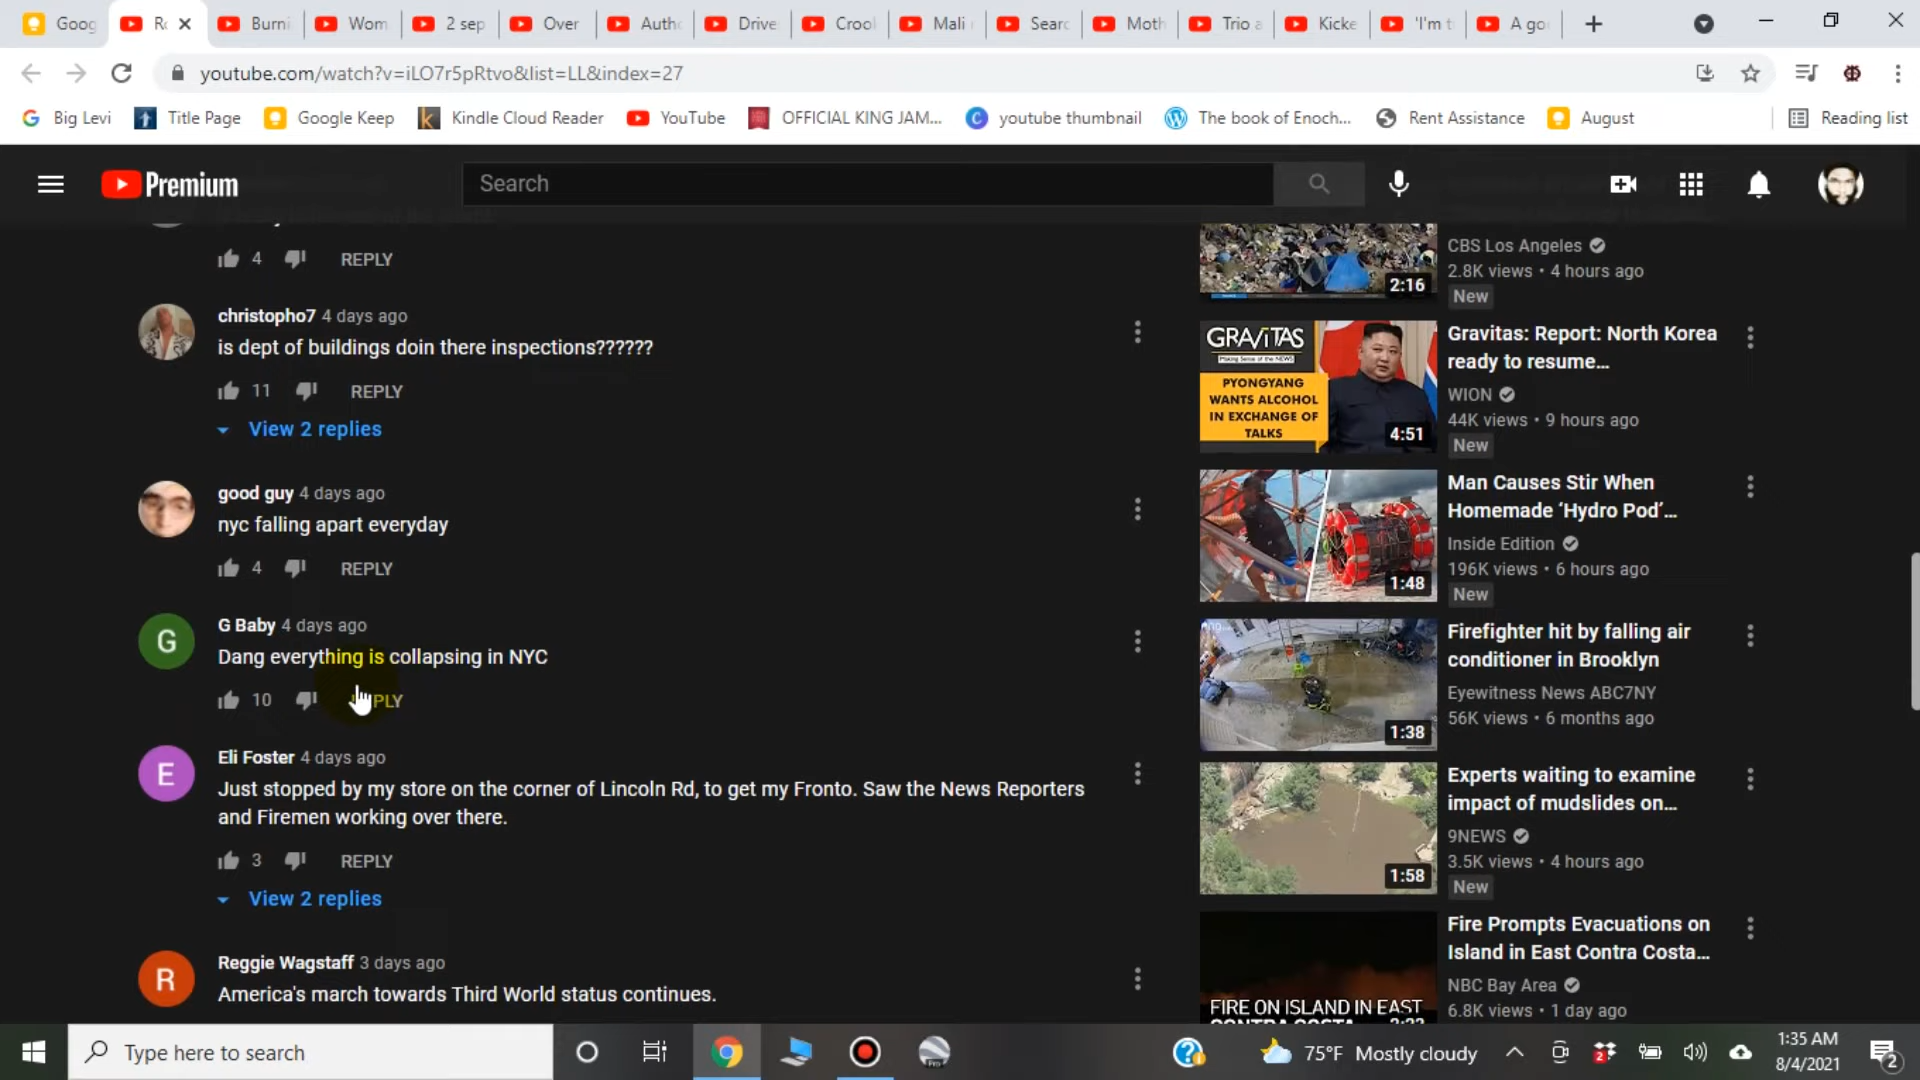 Goog
Ro
Burni
Wom
2 sep
Over
Autho
Drive
Crook
Mali
Searc
Moth
Trio a
Kicke
'I'm t
A go
youtube.com/watch?v=iLO7r5pRtvo&list=LL&index=27
Big Levi
Title Page
Google Keep
Kindle Cloud Reader
YouTube
OFFICIAL KING JAM...
youtube thumbnail
The book of Enoch...
Rent Assistance
August
Reading list
Premium
Search
4 REPLY
christopho7 4 days ago
is dept of buildings doin there inspections??????
11 REPLY
View 2 replies
good guy 4 days ago
nyc falling apart everyday
4 REPLY
G
G Baby 4 days ago
Dang everything is collapsing in NYC
10 PLY
E
Eli Foster 4 days ago
Just stopped by my store on the corner of Lincoln Rd, to get my Fronto. Saw the News Reporters
and Firemen working over there.
3 REPLY
View 2 replies
R
Reggie Wagstaff 3 days ago
America's march towards Third World status continues.
2:16
CBS Los Angeles
2.8K views • 4 hours ago
New
GRAVITAS
Making Sense of the NEWS
PYONGYANG
WANTS ALCOHOL
IN EXCHANGE OF
TALKS
4:51
Gravitas: Report: North Korea
ready to resume...
WION
44K views • 9 hours ago
New
1:48
Man Causes Stir When
Homemade ‘Hydro Pod’...
Inside Edition
196K views • 6 hours ago
New
1:38
Firefighter hit by falling air
conditioner in Brooklyn
Eyewitness News ABC7NY
56K views • 6 months ago
1:58
Experts waiting to examine
impact of mudslides on...
9NEWS
3.5K views • 4 hours ago
New
FIRE ON ISLAND IN EAST
CONTRA COSTA
Fire Prompts Evacuations on
Island in East Contra Costa...
NBC Bay Area
6.8K views • 1 day ago
Type here to search
75°F Mostly cloudy
2
1:35 AM
8/4/2021
2